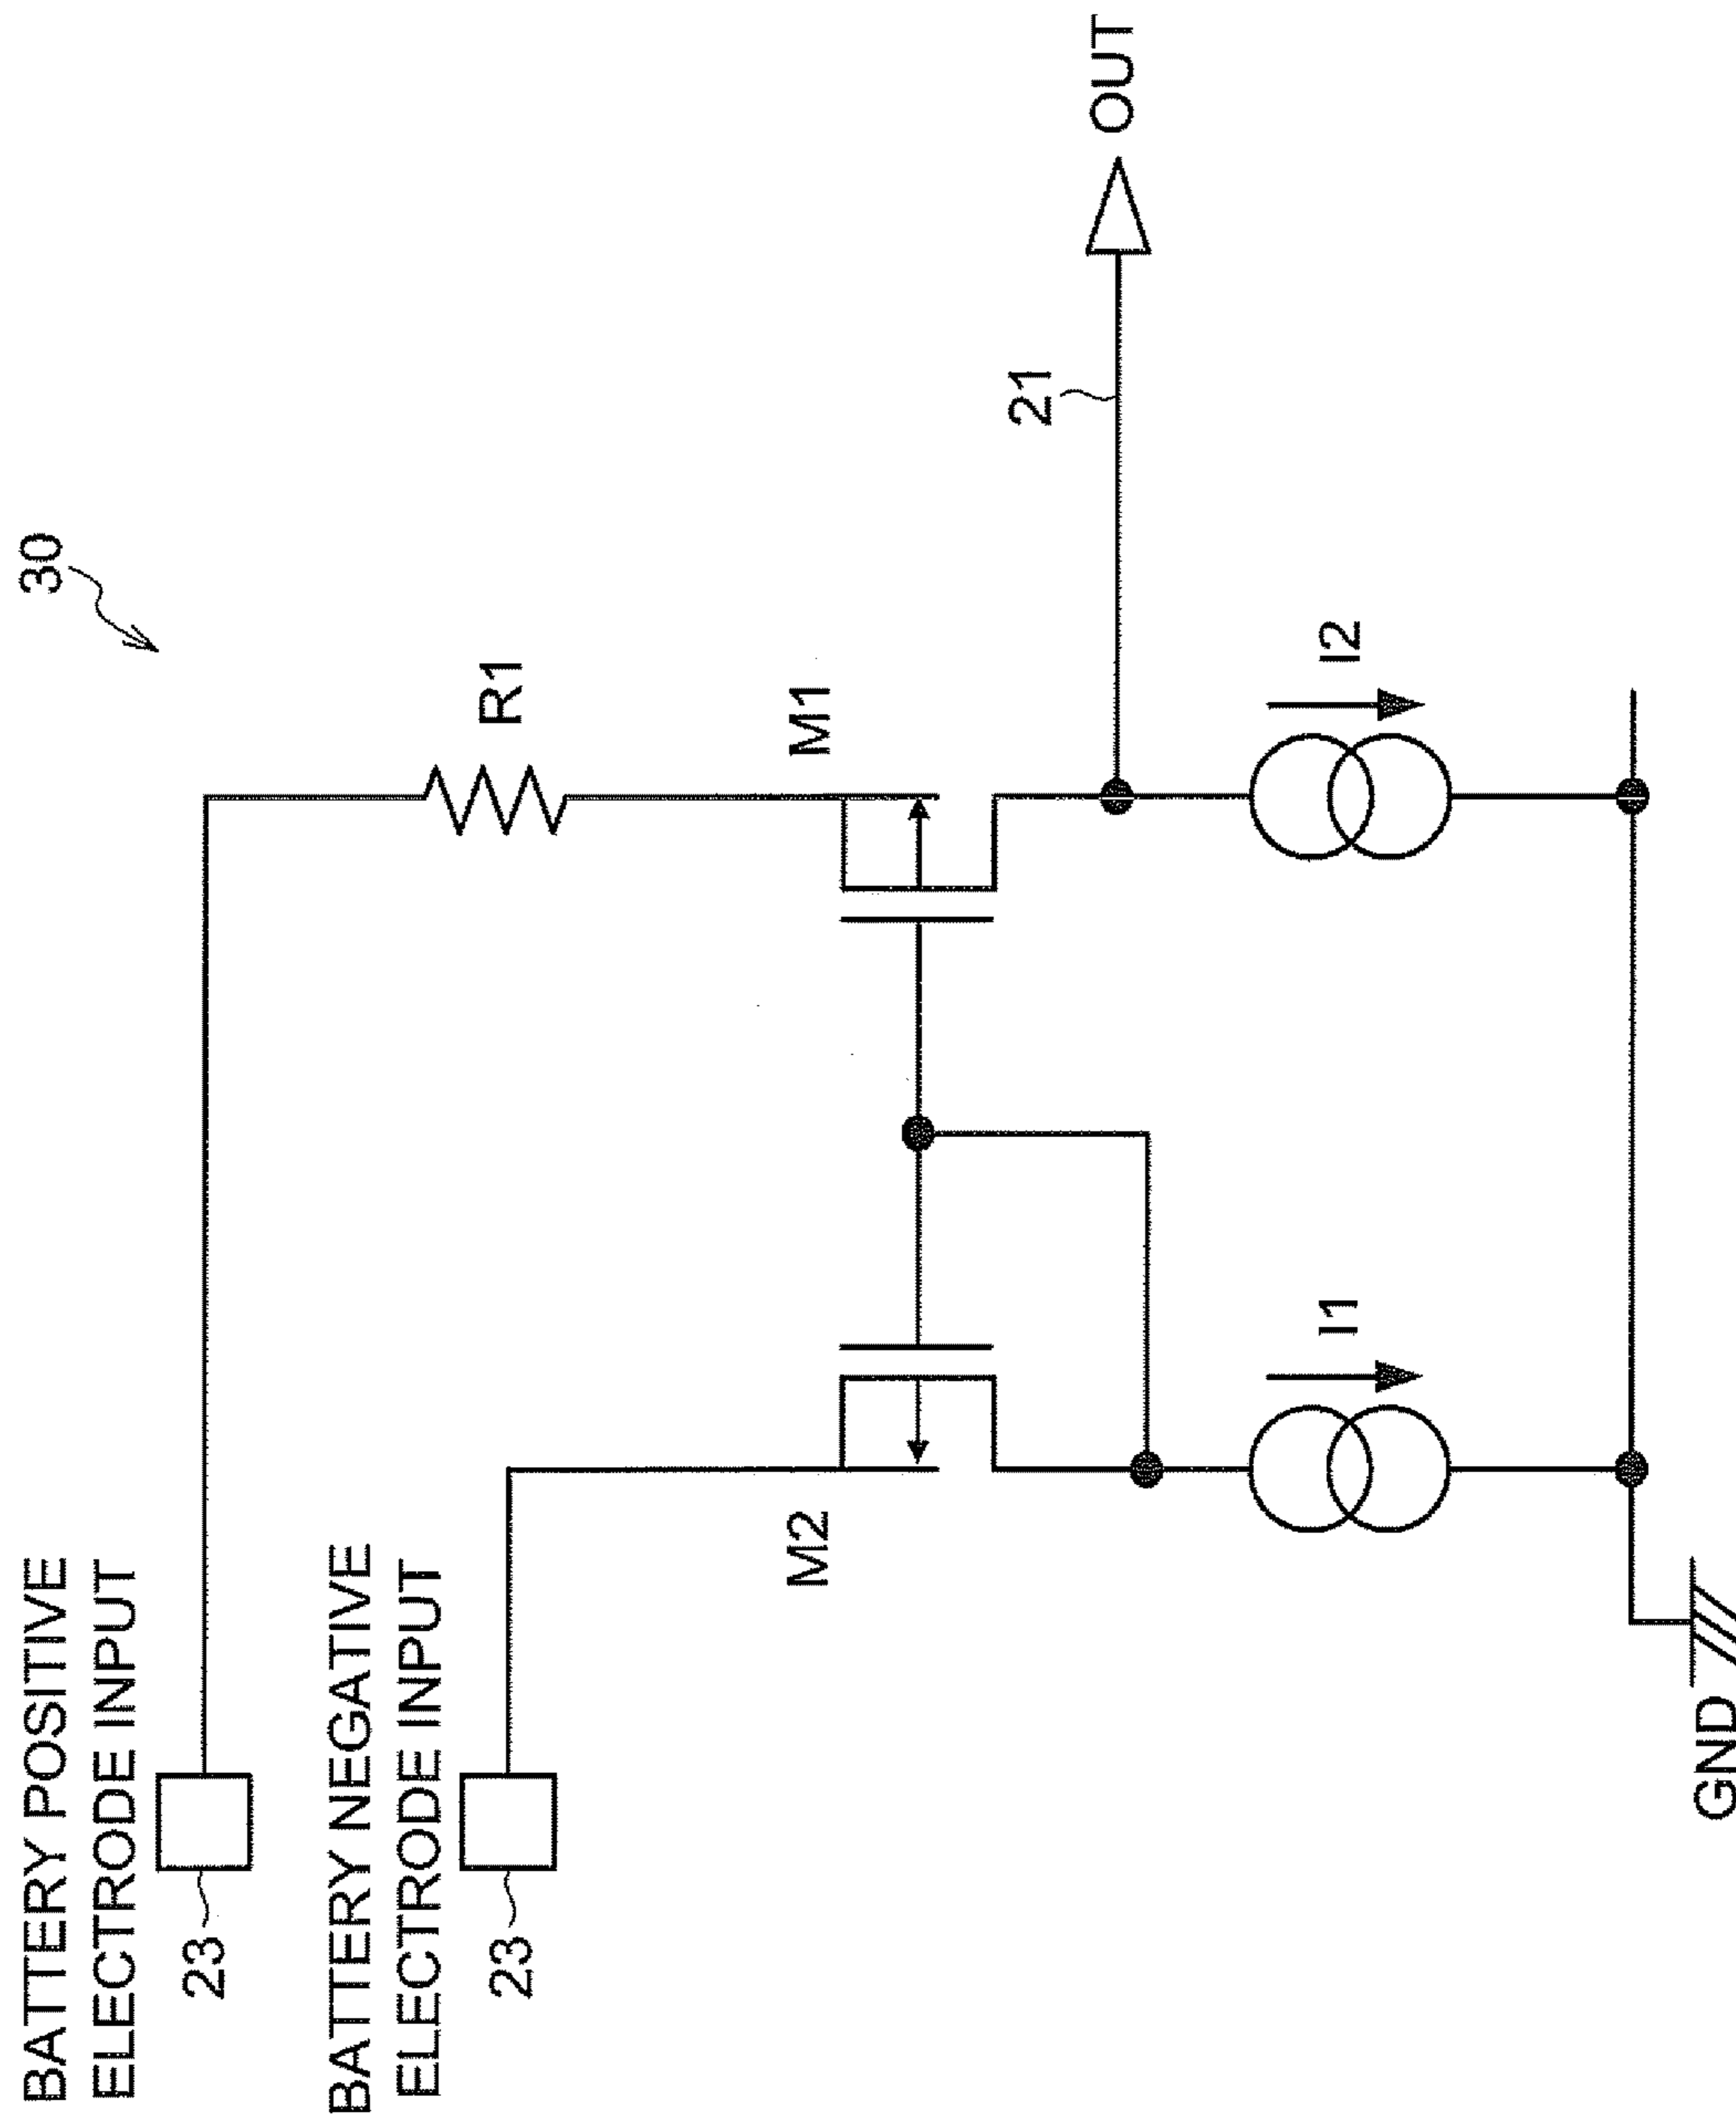 30
BATTERY POSITIVE
ELECTRODE INPUT
23
R1
BATTERY NEGATIVE
ELECTRODE INPUT
23
M2
M1
21
OUT
I1
I2
GND